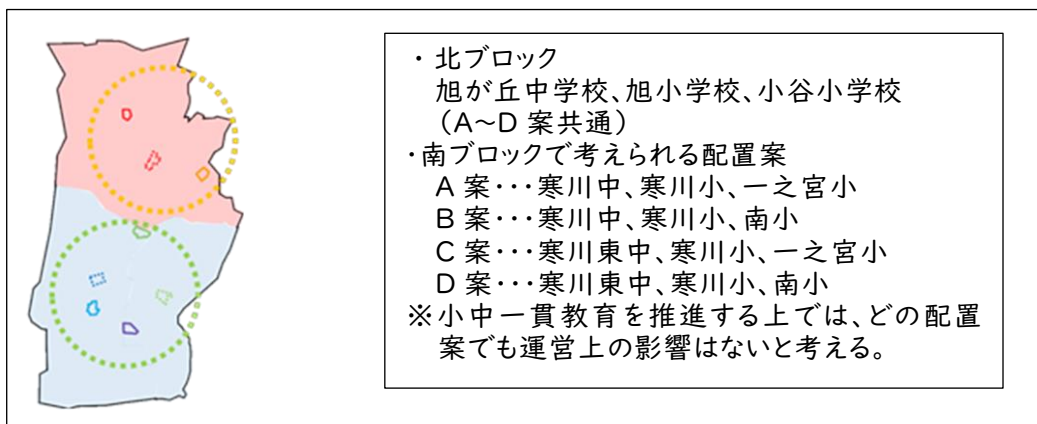 ・北ブロック
旭が丘中学校、旭小学校、小谷小学校
（A～D 案共通）
・南ブロックで考えられる配置案
A 案･･･寒川中、寒川小、一之宮小
B 案･･･寒川中、寒川小、南小
C 案･･･寒川東中、寒川小、一之宮小
D 案･･･寒川東中、寒川小、南小
※小中一貫教育を推進する上では、どの配置
案でも運営上の影響はないと考える。